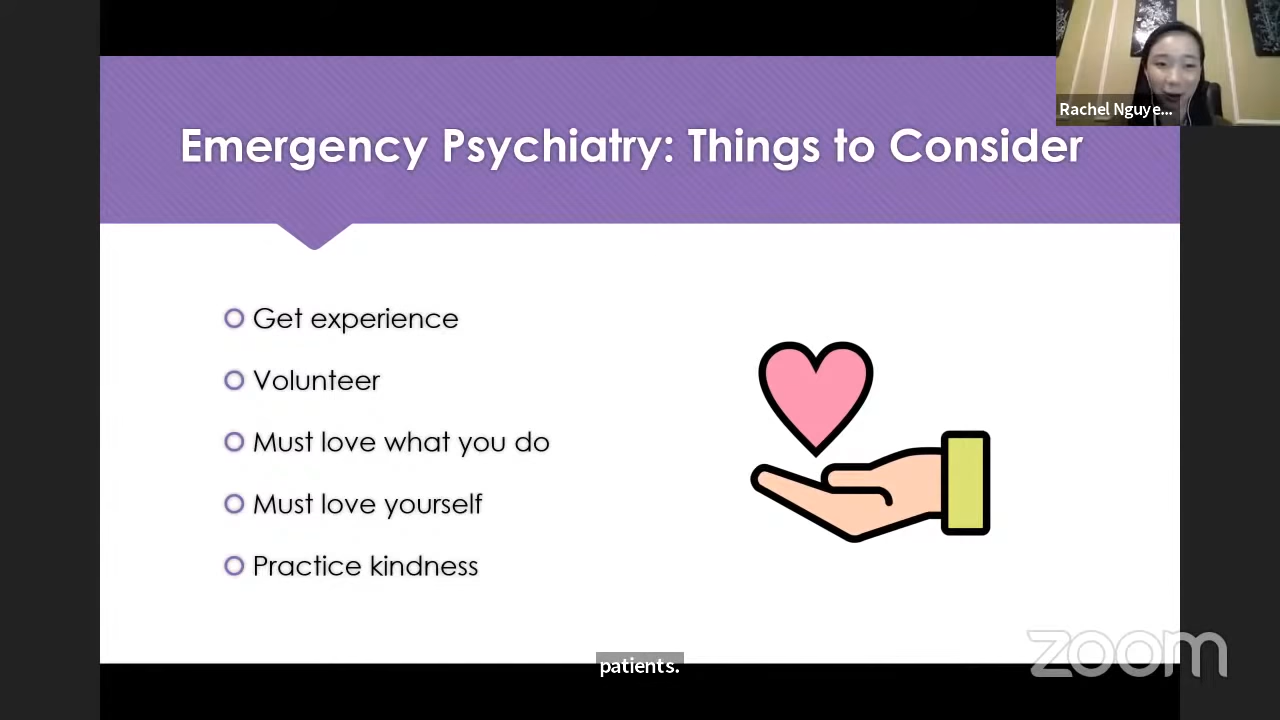 Rachel Nguye...
Emergency Psychiatry: Things to Consider
Get experience
Volunteer
Must love what you do
Must love yourself
Practice kindness
zoom
patients.